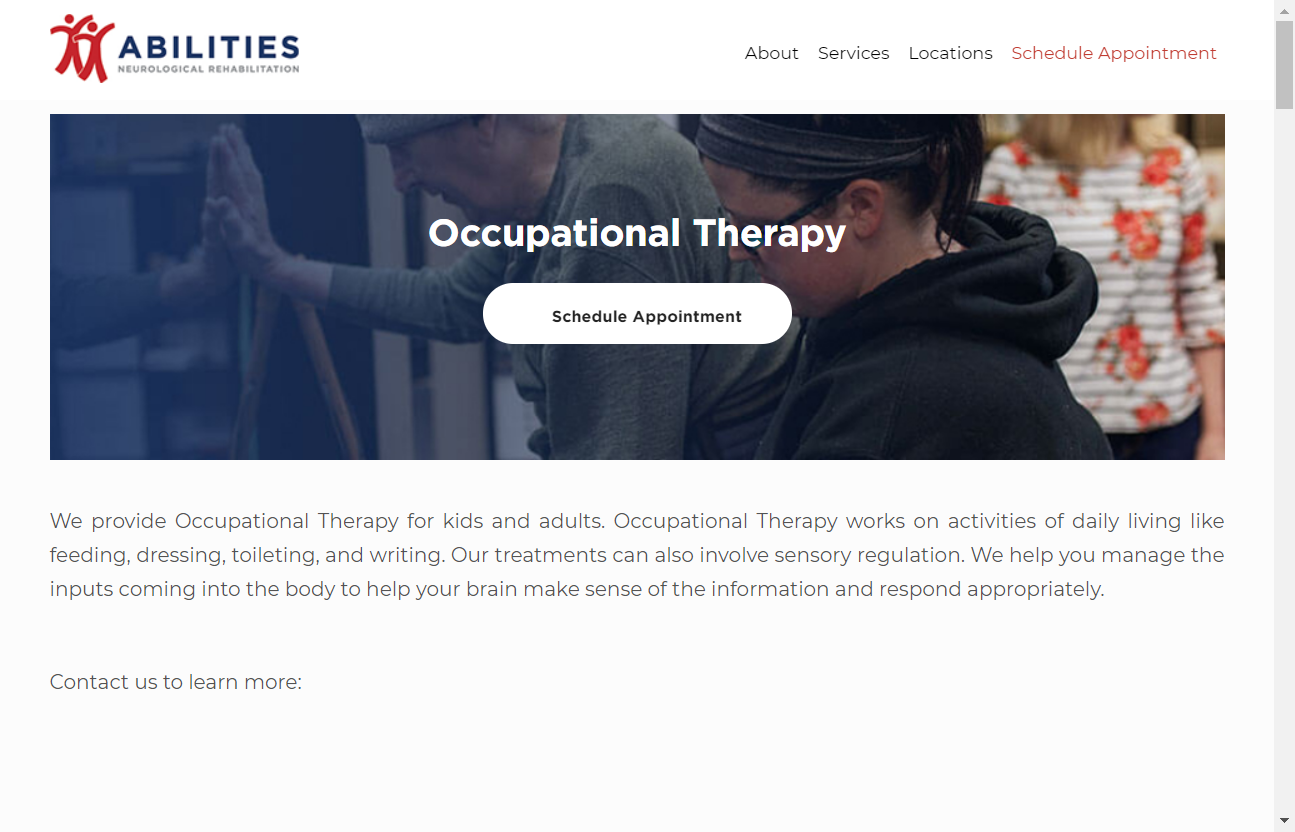 ABILITIES
NEUROLOGICAL REHABILITATION
About Services Locations Schedule Appointment
Occupational Therapy
Schedule Appointment
We provide Occupational Therapy for kids and adults. Occupational Therapy works on activities of daily living like
feeding, dressing, toileting, and writing. Our treatments can also involve sensory regulation. We help you manage the
inputs coming into the body to help your brain make sense of the information and respond appropriately.
Contact us to learn more: